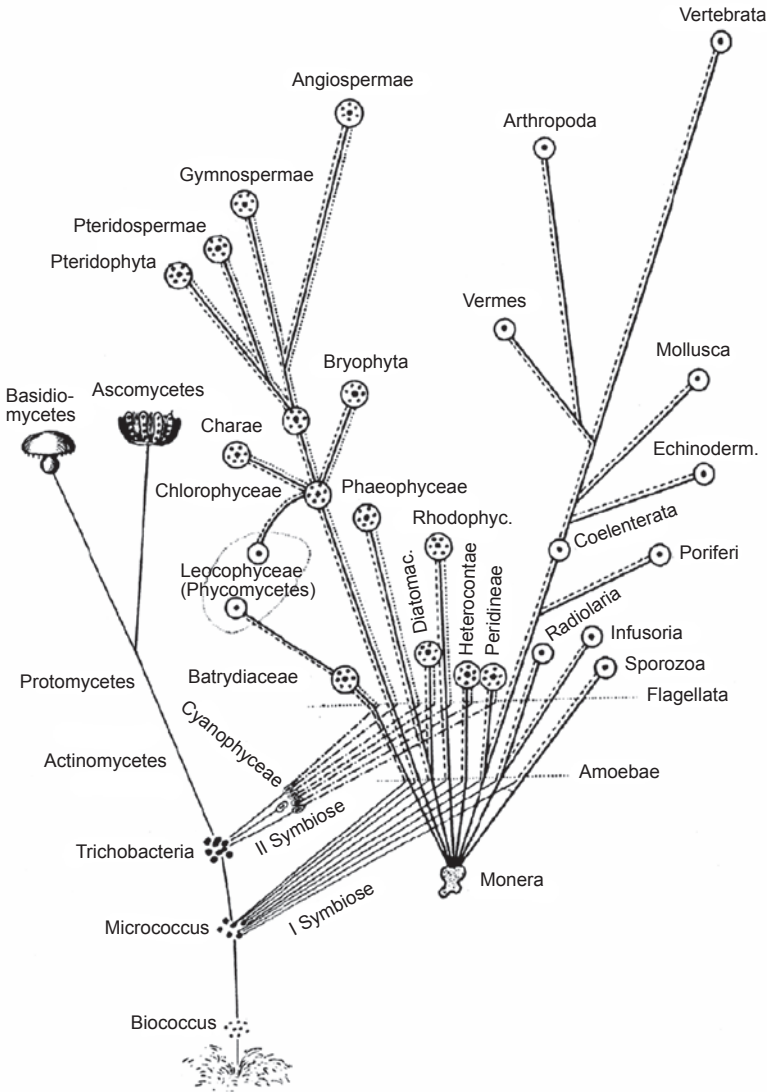 Vertebrata
Angiospermae
Arthropoda
Gymnospermae
Pteridospermae
Pteridophyta
Vermes
Mollusca
Bryophyta
Basidio-
mycetes
Ascomycetes
Charae
Echinoderm.
Chlorophyceae
Phaeophyceae
Rhodophyc.
Coelenterata
Poriferi
Leocophyceae
(Phycomycetes)
Diatomac.
Heterocontae
Peridineae
Radiolaria
Infusoria
Sporozoa
Batrydiaceae
Protomycetes
Flagellata
Cyanophyceae
Actinomycetes
Amoebae
II Symbiose
Trichobacteria
Monera
I Symbiose
Micrococcus
Biococcus